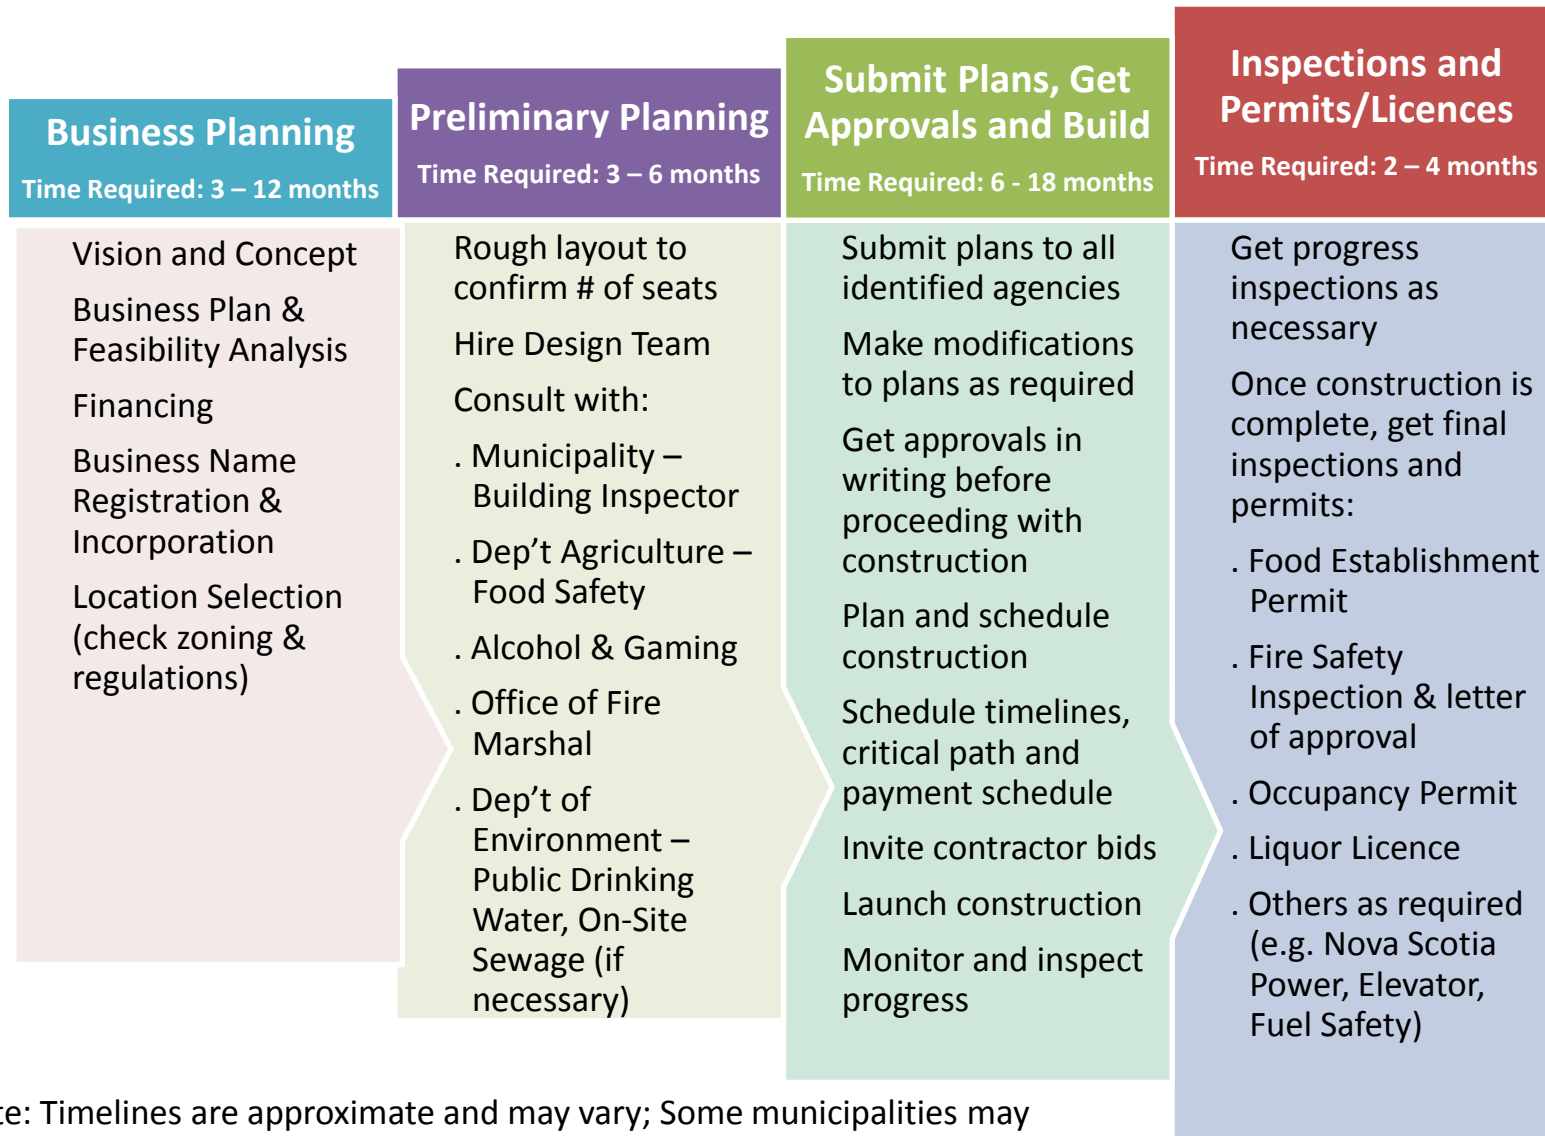 Business Planning
Time Required: 3 – 12 months
Vision and Concept
Business Plan &
Feasibility Analysis
Financing
Business Name
Registration &
Incorporation
Location Selection
(check zoning &
regulations)
Preliminary Planning
Time Required: 3 – 6 months
Rough layout to
confirm # of seats
Hire Design Team
Consult with:
. Municipality –
Building Inspector
. Dep’t Agriculture –
Food Safety
. Alcohol & Gaming
. Office of Fire
Marshal
. Dep’t of
Environment –
Public Drinking
Water, On-Site
Sewage (if
necessary)
Submit Plans, Get
Approvals and Build
Time Required: 6 - 18 months
Submit plans to all
identified agencies
Make modifications
to plans as required
Get approvals in
writing before
proceeding with
construction
Plan and schedule
construction
Schedule timelines,
critical path and
payment schedule
Invite contractor bids
Launch construction
Monitor and inspect
progress
Inspections and
Permits/Licences
Time Required: 2 – 4 months
Get progress
inspections as
necessary
Once construction is
complete, get final
inspections and
permits:
. Food Establishment
Permit
. Fire Safety
Inspection & letter
of approval
. Occupancy Permit
. Liquor Licence
. Others as required
(e.g. Nova Scotia
Power, Elevator,
Fuel Safety)
te: Timelines are approximate and may vary; Some municipalities may